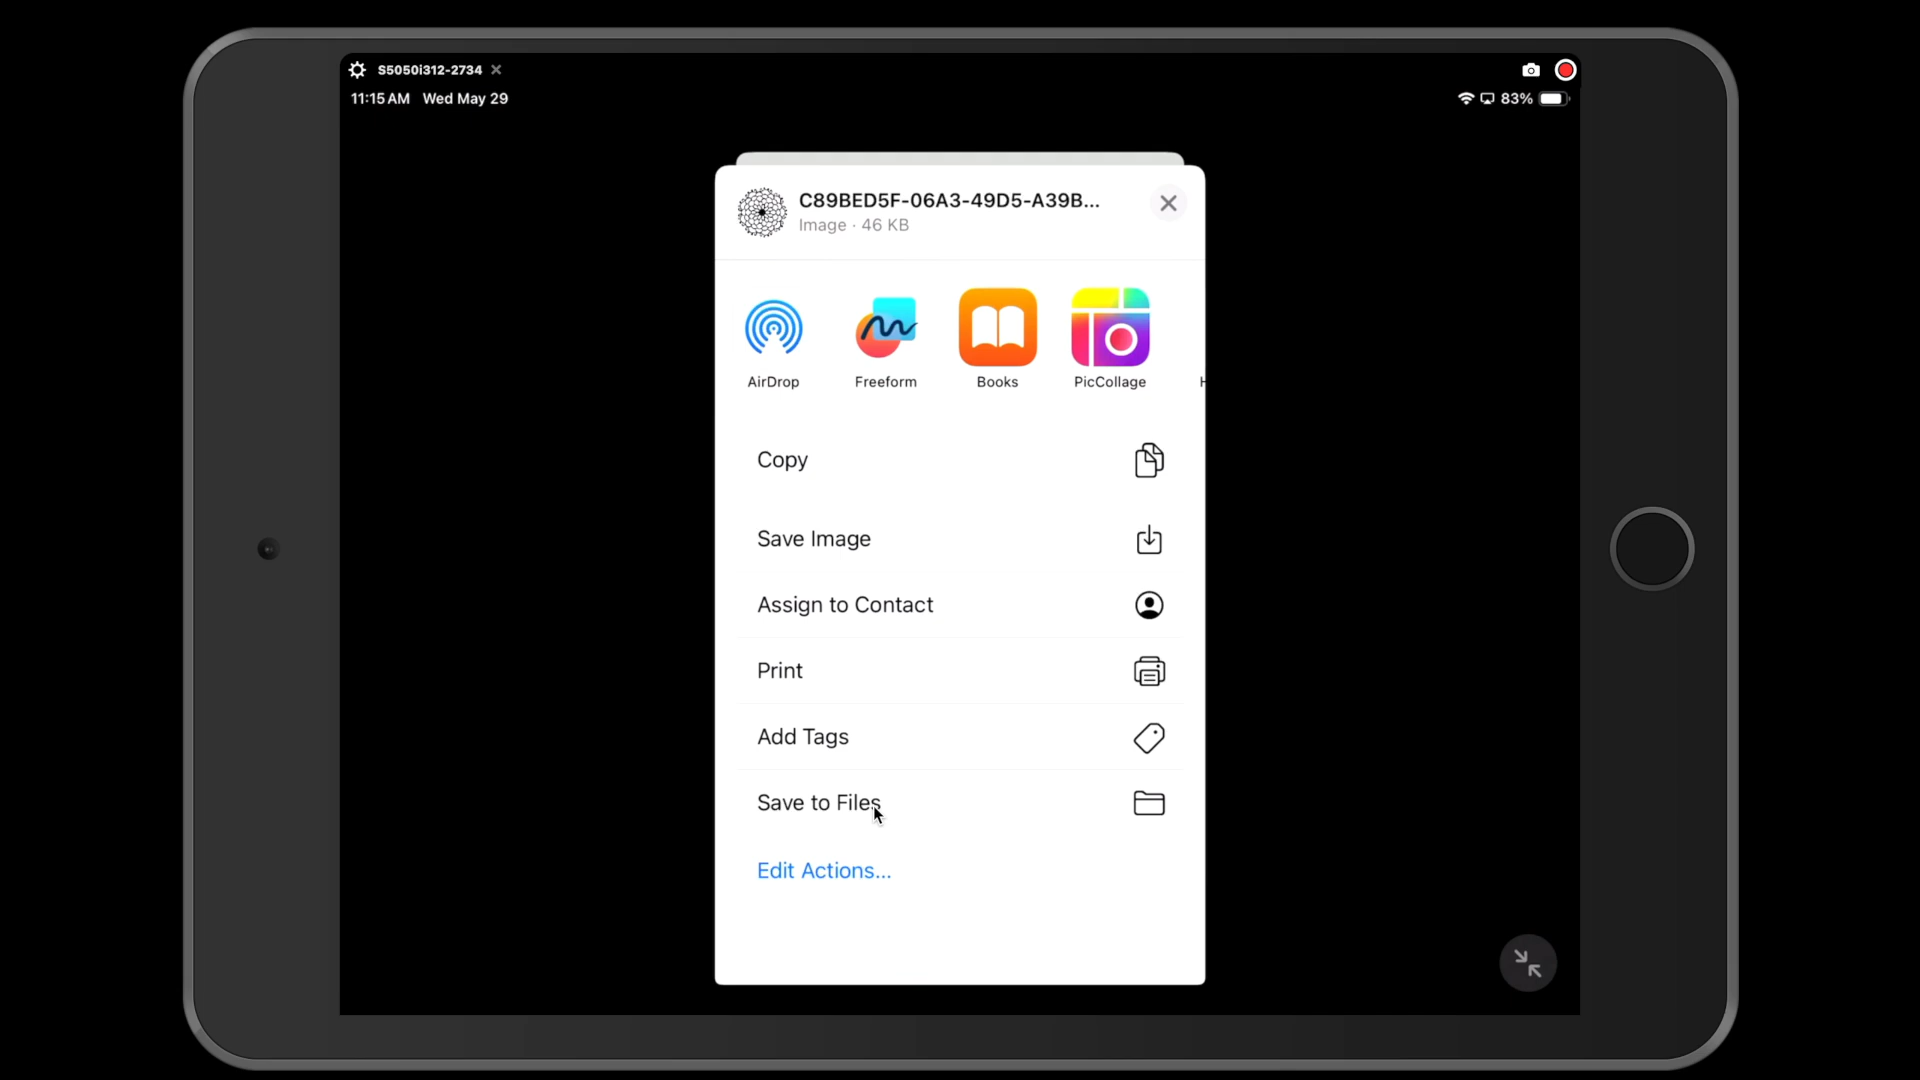 S5050i312-2734
11:15 AM Wed May 29
83%
C89BED5F-06A3-49D5-A39B...
Image · 46 KB
AirDrop
Freeform
Books
PicCollage
Copy
Save Image
Assign to Contact
Print
Add Tags
Save to Files
Edit Actions...